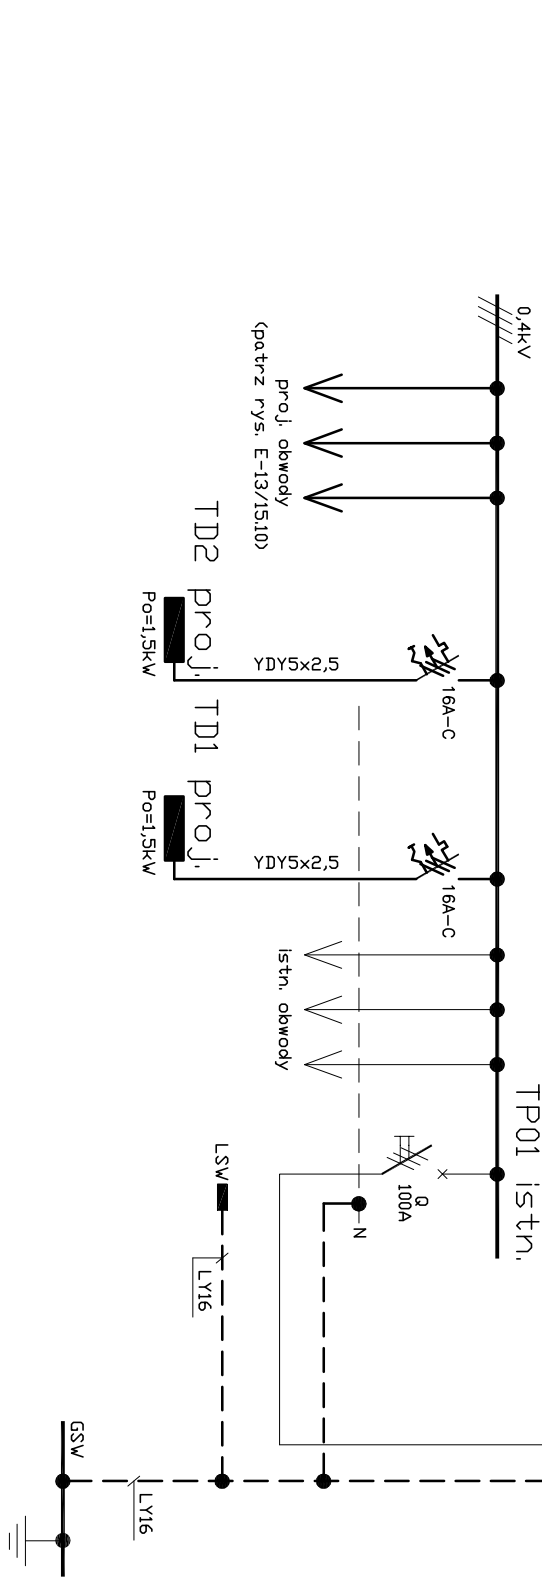 0,4kV
proj. obwody
(patrz rys. E-13/15.10)
TD2 proj.
Po=1,5kW
YDY5x2,5
16A-C
TD1 proj.
Po=1,5kW
YDY5x2,5
16A-C
istn. obwody
TP01 istn.
Q
100A
N
LSW
LY16
GSW
LY16